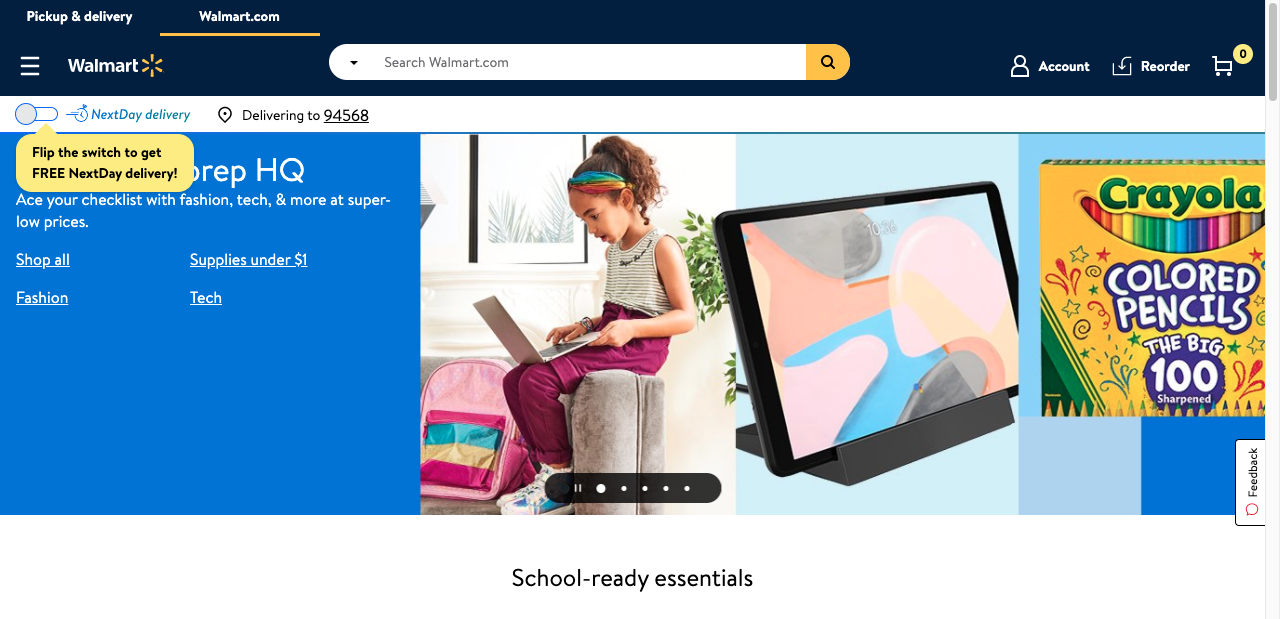 Pickup & delivery
Walmart.com
Walmart
Search Walmart.com
Account
Reorder
0
NextDay delivery
Delivering to 94568
Flip the switch to get
FREE NextDay delivery!
prep HQ
Ace your checklist with fashion, tech, & more at super-
low prices.
Shop all
Supplies under $1
Fashion
Tech
10:36
Crayola
COLORED
PENCILS
THE BIG
100
Sharpened
Feedback
School-ready essentials